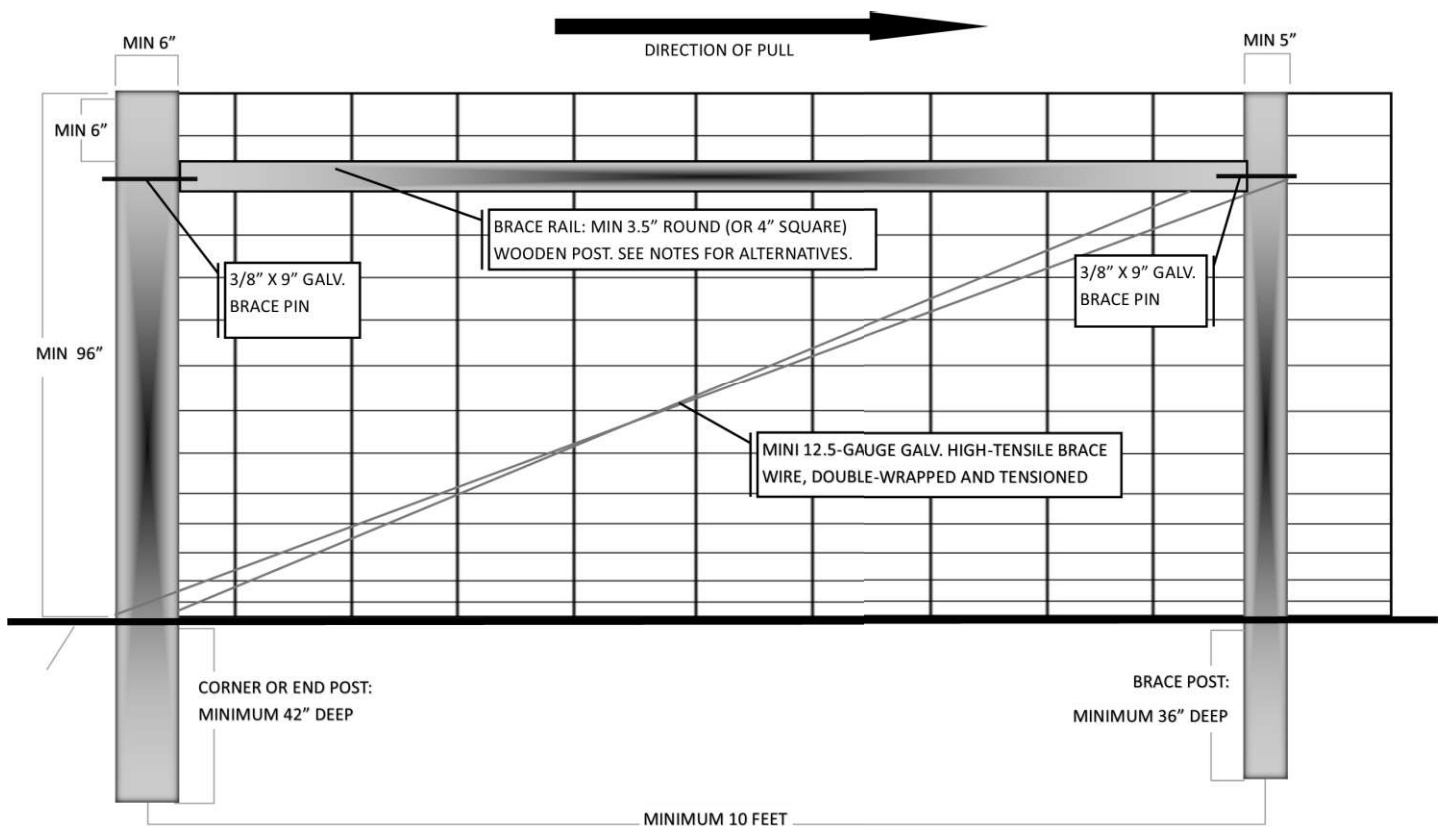 MIN 6”
DIRECTION OF PULL
MIN 5”
MIN 6”
BRACE RAIL: MIN 3.5” ROUND (OR 4” SQUARE)
WOODEN POST. SEE NOTES FOR ALTERNATIVES.
3/8” X 9” GALV.
BRACE PIN
3/8” X 9” GALV.
BRACE PIN
MIN 96”
MINI 12.5-GAUGE GALV. HIGH-TENSILE BRACE
WIRE, DOUBLE-WRAPPED AND TENSIONED
CORNER OR END POST:
MINIMUM 42” DEEP
BRACE POST:
MINIMUM 36” DEEP
MINIMUM 10 FEET